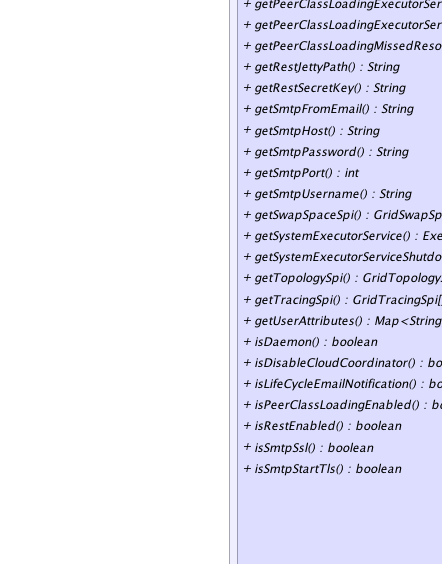 + getPeerClassLoadingExecutorSer
+ getPeerClassLoadingExecutorSer
+ getPeerClassLoadingMissedReso
+ getRestJettyPath() : String
+ getRestSecretKey() : String
+ getSmtpFromEmail() : String
+ getSmtpHost() : String
+ getSmtpPassword() : String
+ getSmtpPort() : int
+ getSmtpUsername() : String
+ getSwapSpaceSpi() : GridSwapSp
+ getSystemExecutorService() : Exe
+ getSystemExecutorServiceShutdo
+ getTopologySpi() : GridTopology
+ getTracingSpi() : GridTracingSpi[
+ getUserAttributes() : Map<String
+ isDaemon() : boolean
+ isDisableCloudCoordinator() : bo
+ isLifeCycleEmailNotification() : bo
+ isPeerClassLoadingEnabled() : b
+ isRestEnabled() : boolean
+ isSmtpSsl() : boolean
+ isSmtpStartTls() : boolean